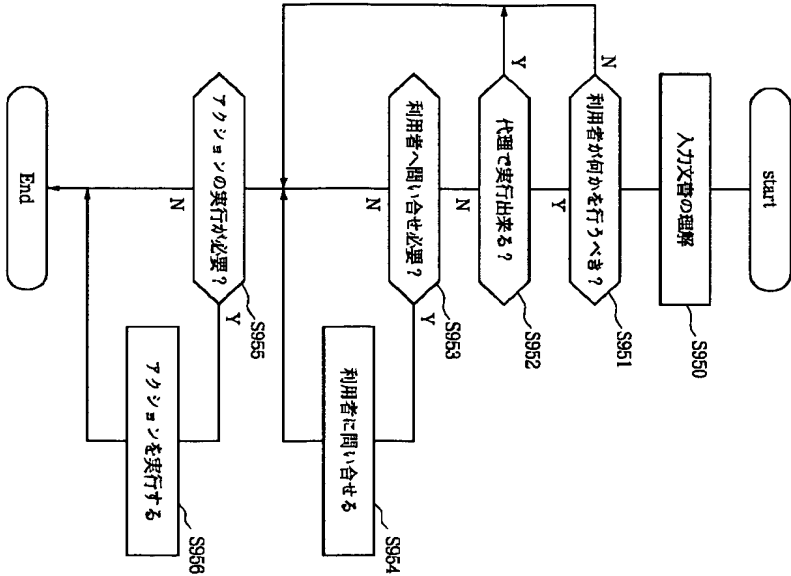 start
入力文書の理解
S950
利用者が何かを行うべき?
S951
N
Y
代理で実行出来る?
S952
Y
N
利用者へ問い合せ必要?
S953
Y
N
利用者に問い合せる
S954
アクションの実行が必要?
S955
Y
N
アクションを実行する
S956
End